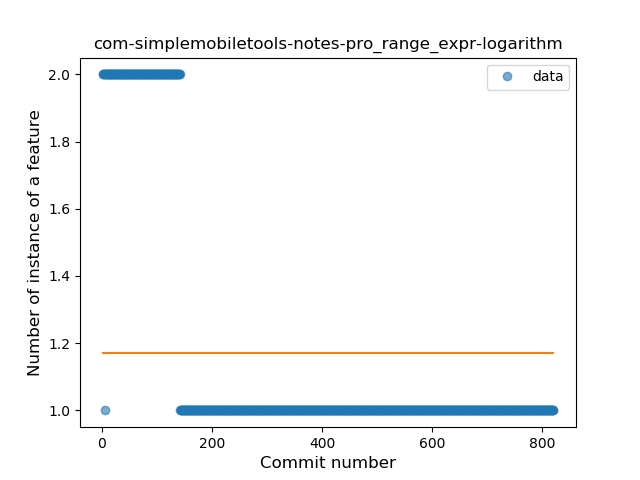 com-simplemobiletools-notes-pro_range_expr-logarithm
data
Number of instance of a feature
2.0
1.8
1.6
1.4
1.2
1.0
0 200 400 600 800
Commit number